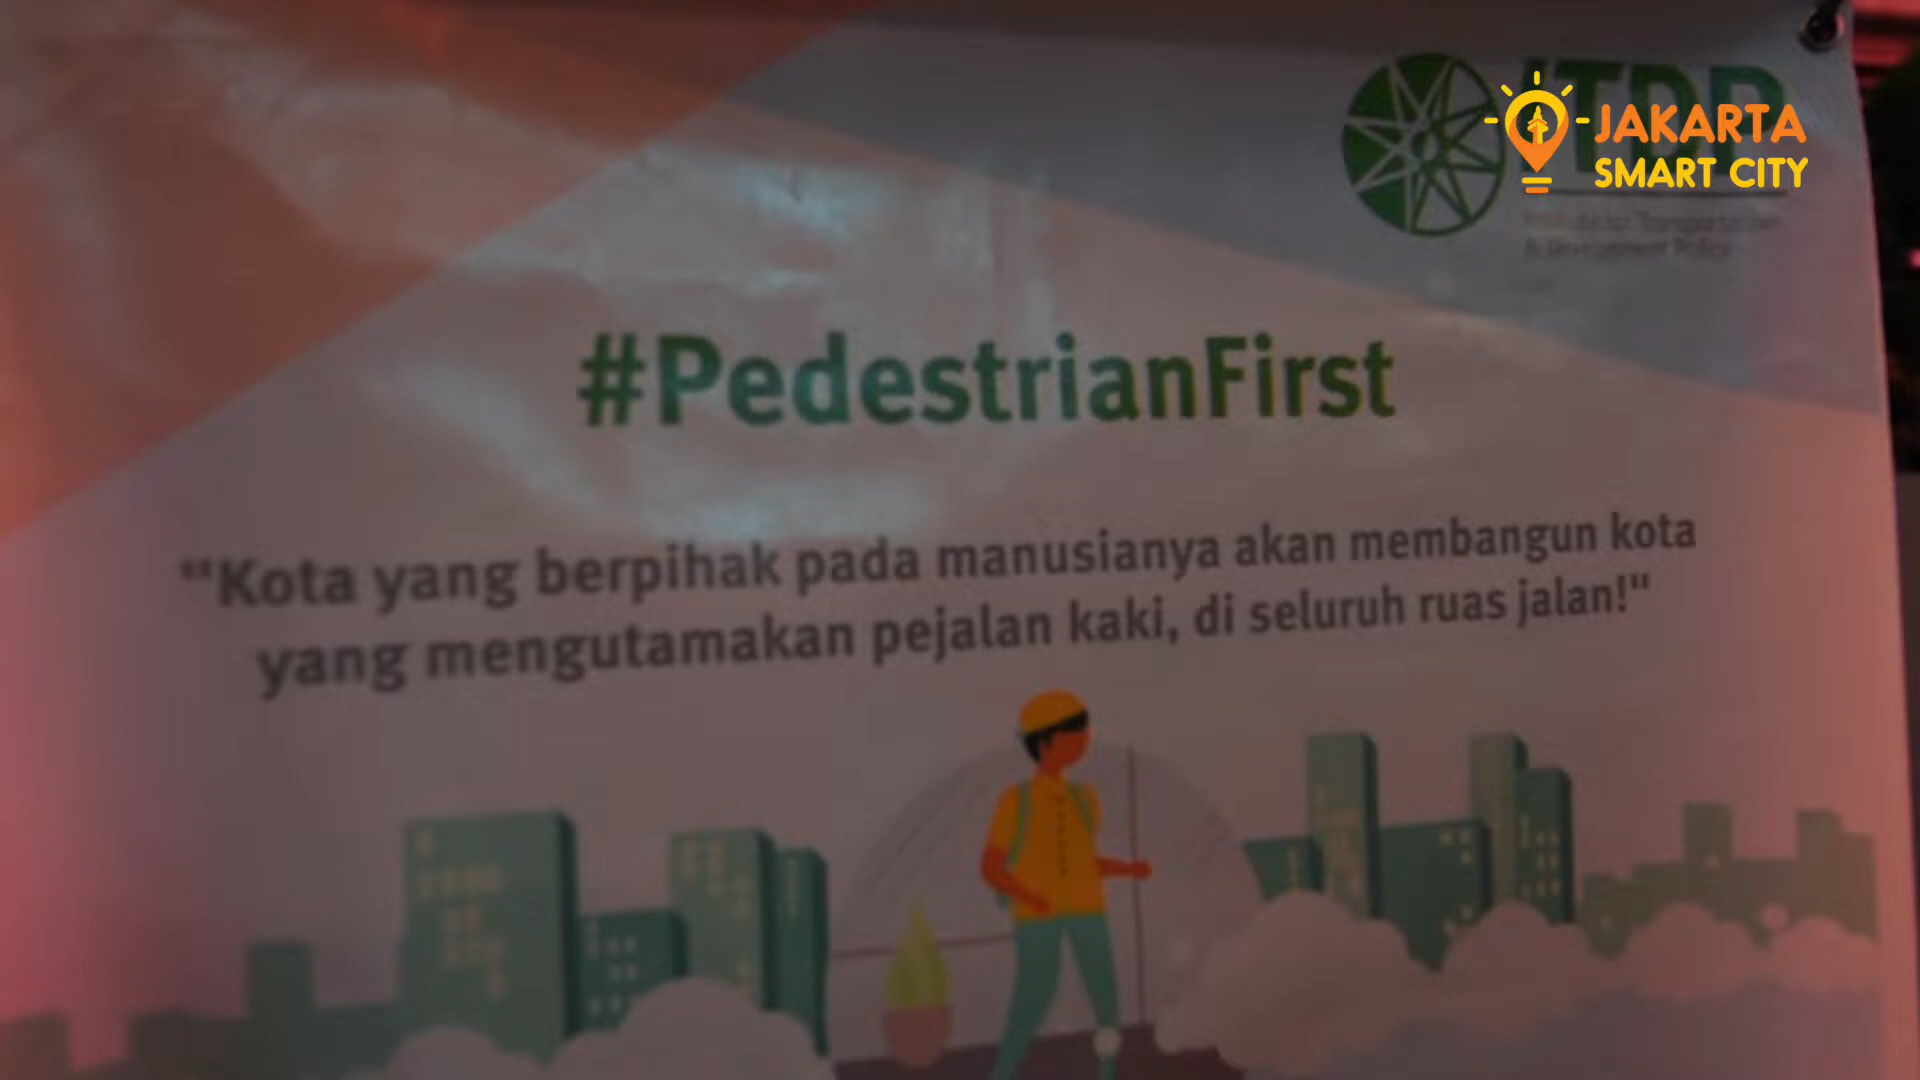 JAKARTA
SMART CITY
#PedestrianFirst
"Kota yang berpihak pada manusianya akan membangun kota
yang mengutamakan pejalan kaki, di seluruh ruas jalan!"